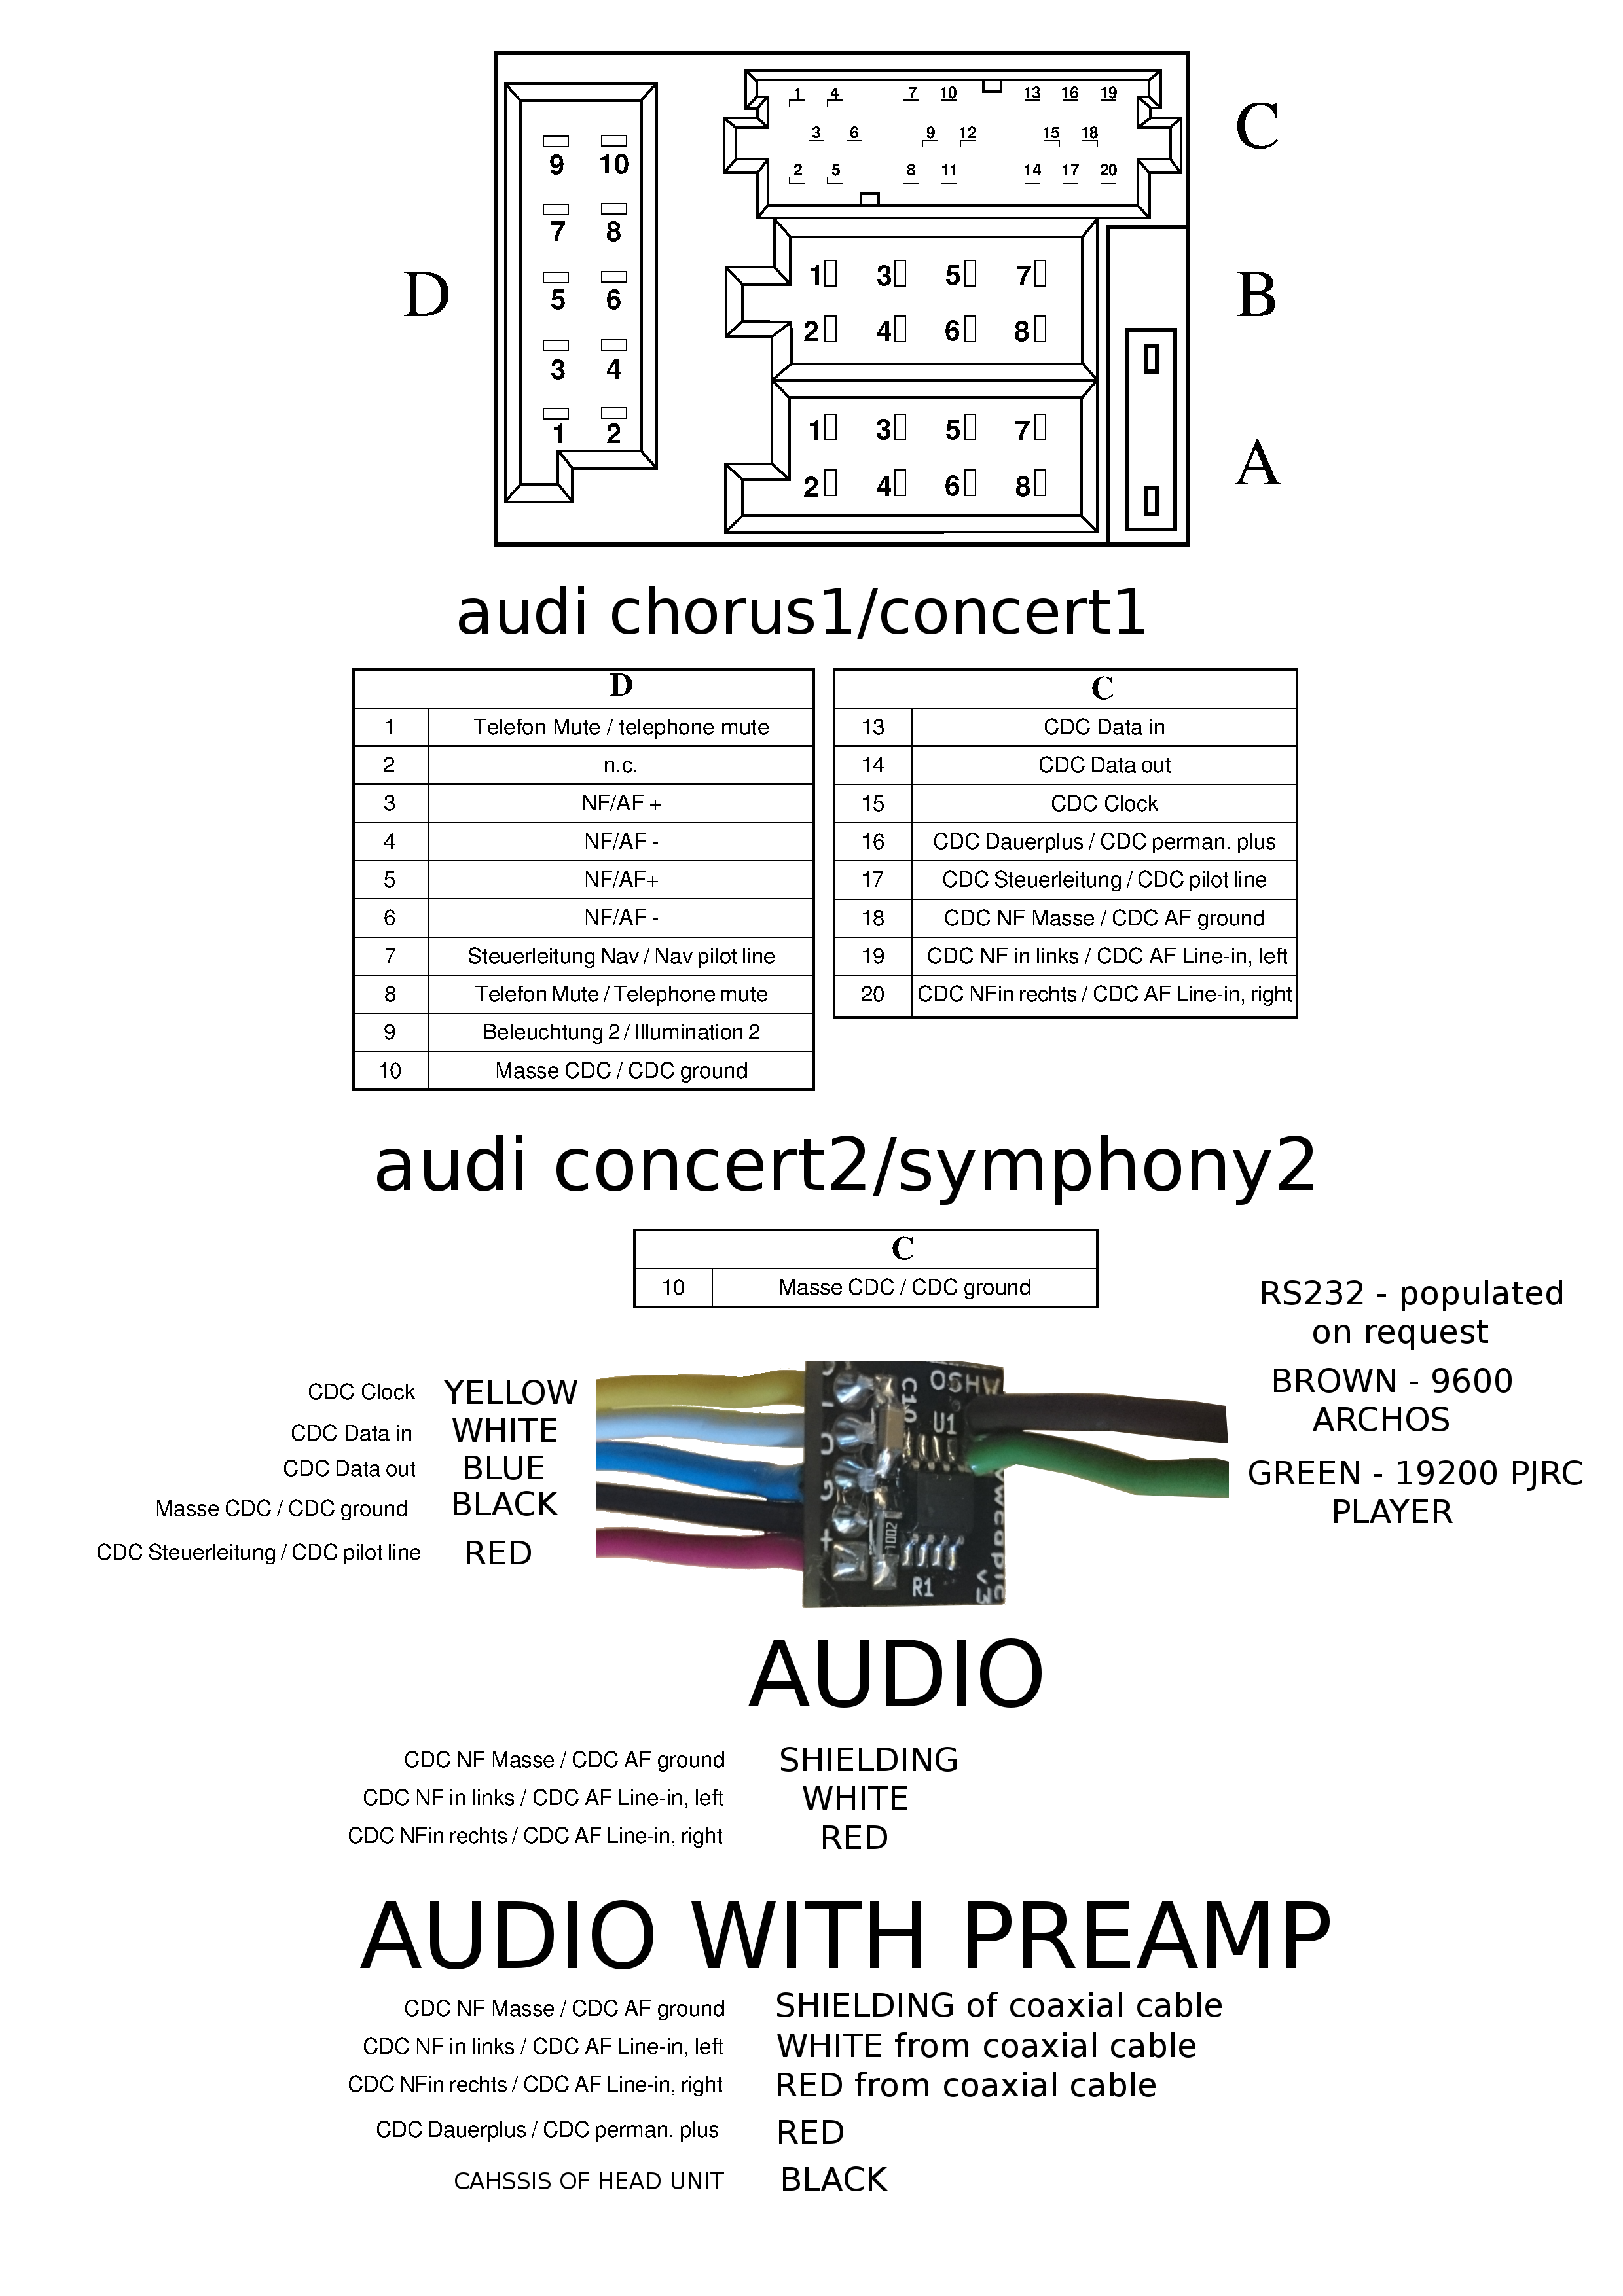 1 4 7 10 13 16 19
C
3 6 9 12 15 18
2 5 8 11 14 17 20
9 10
7 8
D
5 6
3 4
1 2
1 3 5 7
B
2 4 6 8
1 3 5 7
A
2 4 6 8
audi chorus1/concert1
D
1 Telefon Mute / telephone mute
2 n.c.
3 NF/AF +
4 NF/AF -
5 NF/AF+
6 NF/AF -
7 Steuerleitung Nav / Nav pilot line
8 Telefon Mute / Telephone mute
9 Beleuchtung 2 / Illumination 2
10 Masse CDC / CDC ground
C
13 CDC Data in
14 CDC Data out
15 CDC Clock
16 CDC Dauerplus / CDC perman. plus
17 CDC Steuerleitung / CDC pilot line
18 CDC NF Masse / CDC AF ground
19 CDC NF in links / CDC AF Line-in, left
20 CDC NFin rechts / CDC AF Line-in, right
audi concert2/symphony2
C
10 Masse CDC / CDC ground
RS232 - populated
on request
CDC Clock YELLOW
CDC Data in WHITE
CDC Data out BLUE
Masse CDC / CDC ground BLACK
CDC Steuerleitung / CDC pilot line RED
C10
U1
1002
R1
v3
BROWN - 9600
ARCHOS
GREEN - 19200 PJRC
PLAYER
AUDIO
CDC NF Masse / CDC AF ground SHIELDING
CDC NF in links / CDC AF Line-in, left WHITE
CDC NFin rechts / CDC AF Line-in, right RED
AUDIO WITH PREAMP
CDC NF Masse / CDC AF ground SHIELDING of coaxial cable
CDC NF in links / CDC AF Line-in, left WHITE from coaxial cable
CDC NFin rechts / CDC AF Line-in, right RED from coaxial cable
CDC Dauerplus / CDC perman. plus RED
CAHSSIS OF HEAD UNIT BLACK